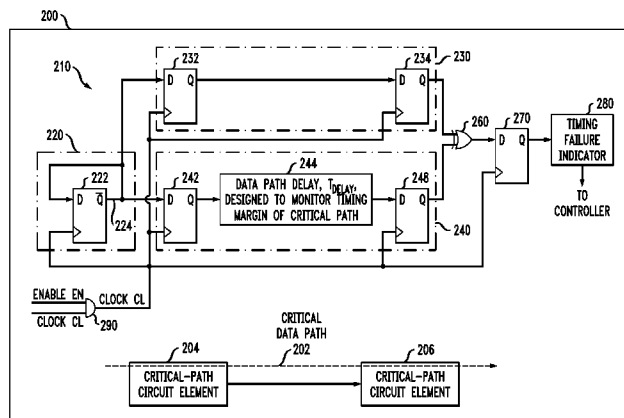 200
210
232
D Q
234
D Q
230
260
270
D Q
280
TIMING
FAILURE
INDICATOR
TO
CONTROLLER
220
222
D Q̅
224
242
D Q
244
DATA PATH DELAY, TDELAY,
DESIGNED TO MONITOR TIMING
MARGIN OF CRITICAL PATH
248
D Q
240
ENABLE EN
CLOCK CL
290
CLOCK CL
CRITICAL
DATA PATH
202
204
CRITICAL-PATH
CIRCUIT ELEMENT
206
CRITICAL-PATH
CIRCUIT ELEMENT